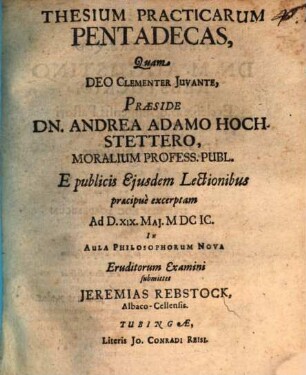 THESIUM PRACTICARUM
PENTADECAS,
Quam
DEO CLEMENTER JUVANTE,
PRÆSIDE
DN. ANDREA ADAMO HOCH-
STETTERO,
MORALIUM PROFESS. PUBL.
E publicis Ejusdem Lectionibus
præcipuè excerptam
Ad D. XIX. MAJ. M DC IC.
In
AULA PHILOSOPHORUM NOVA
Eruditorum Examini
submittet
JEREMIAS REBSTOCK,
Albaco-Cellensis.
TUBINGÆ,
Literis JO. CONRADI REISI.